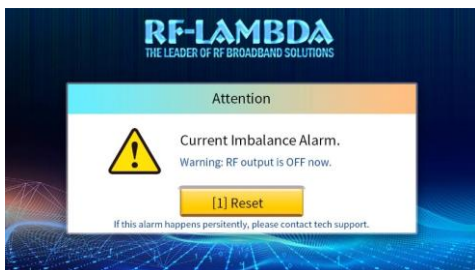 RF-LAMBDA
THE LEADER OF RF BROADBAND SOLUTIONS
Attention
Current Imbalance Alarm.
Warning: RF output is OFF now.
[1] Reset
If this alarm happens persitently, please contact tech support.